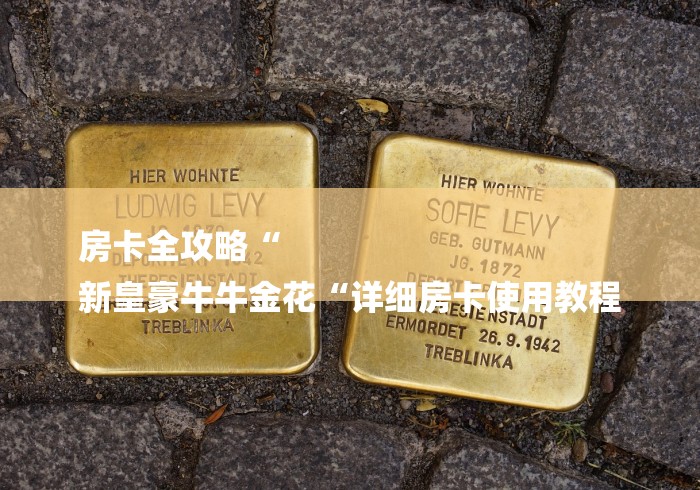 HIER WOHNTE
LUDWIG LEVY
THERESIENSTADT
TREBLINKA
HIER WOHNTE
SOFIE LEVY
GEB. GUTMANN
JG. 1872
THERESIENSTADT
ERMORDET 26.9.1942
TREBLINKA
房卡全攻略“
新皇豪牛牛金花“详细房卡使用教程